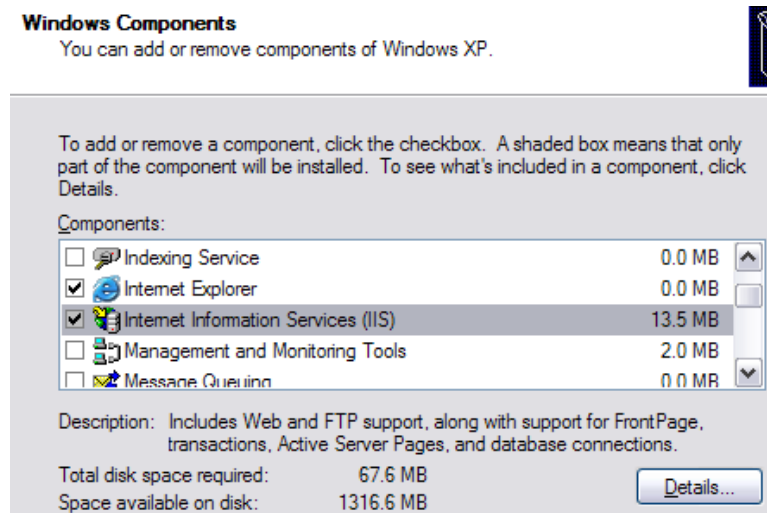 Windows Components
You can add or remove components of Windows XP.
To add or remove a component, click the checkbox. A shaded box means that only
part of the component will be installed. To see what's included in a component, click
Details.
Components:
Indexing Service 0.0 MB
Internet Explorer 0.0 MB
Internet Information Services (IIS) 13.5 MB
Management and Monitoring Tools 2.0 MB
Message Queuing 0.0 MB
Description: Includes Web and FTP support, along with support for FrontPage,
transactions, Active Server Pages, and database connections.
Total disk space required: 67.6 MB
Space available on disk: 1316.6 MB
Details...